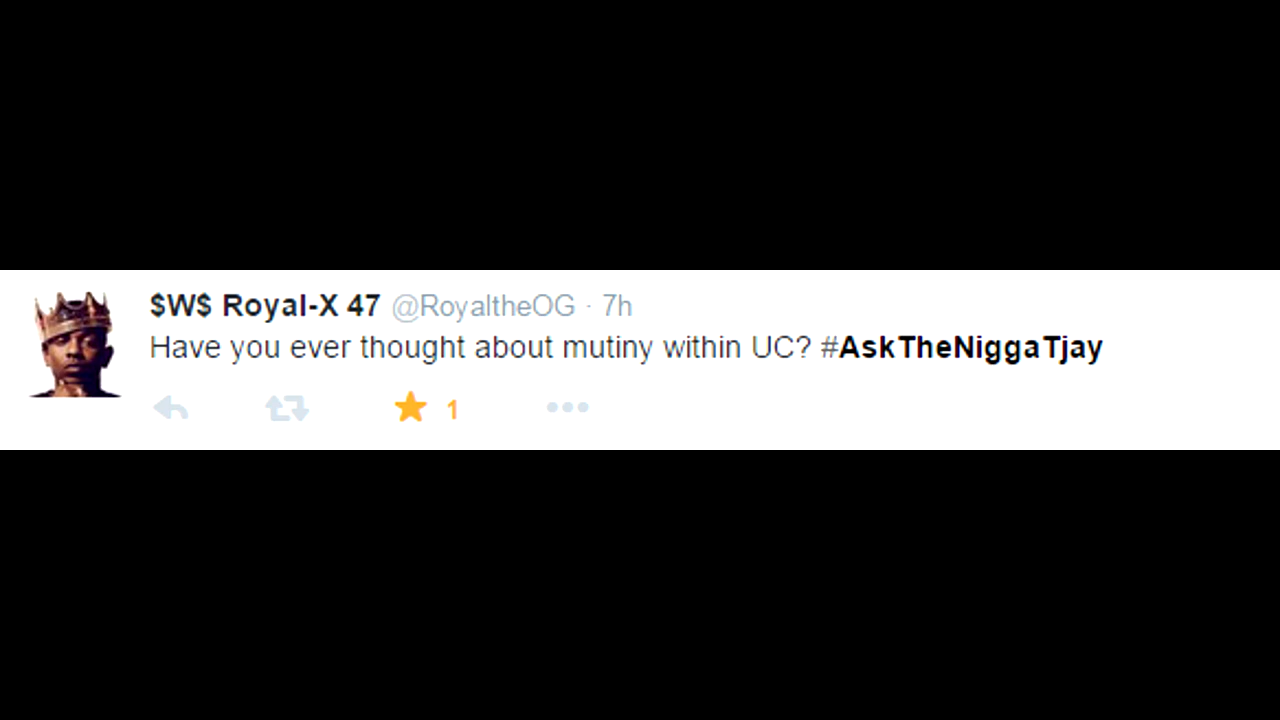 $W$ Royal-X 47 @RoyaltheOG · 7h
Have you ever thought about mutiny within UC? #AskTheNiggaTjay
1